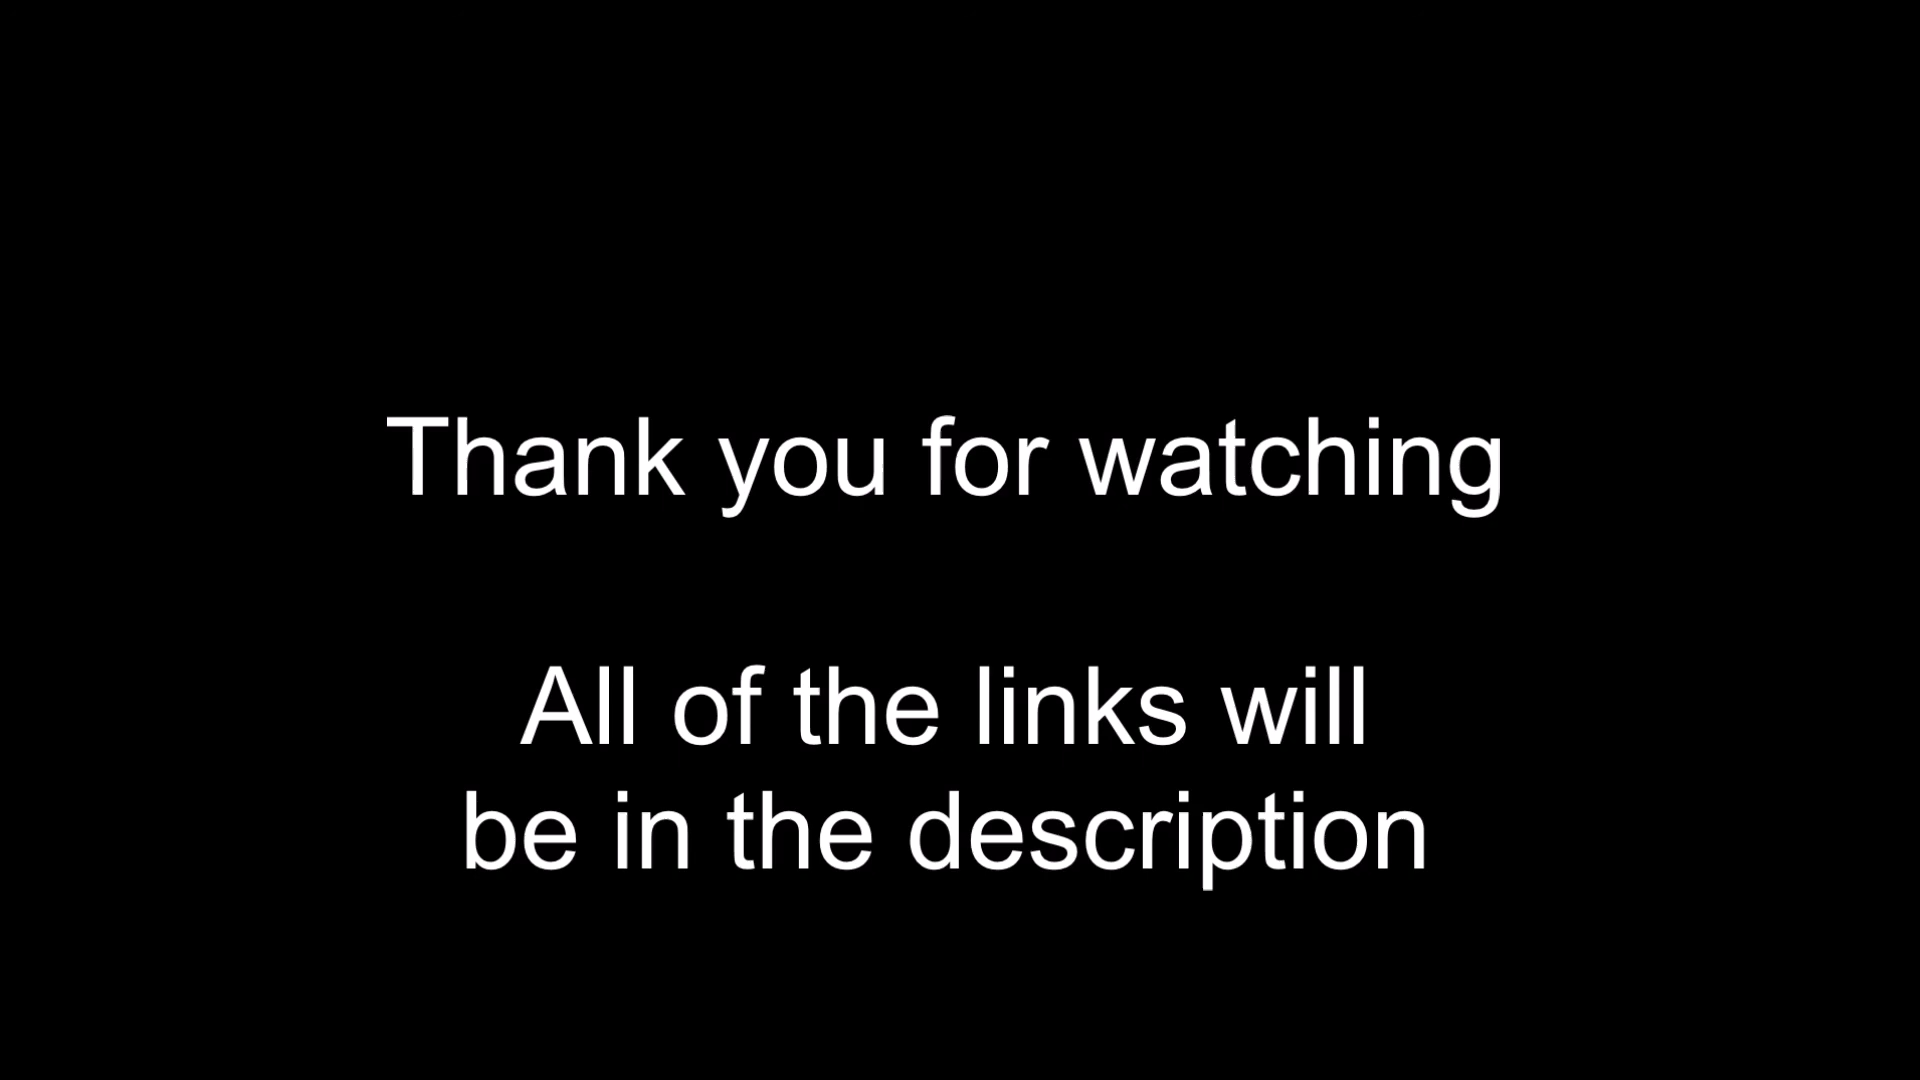 Thank you for watching
All of the links will
be in the description